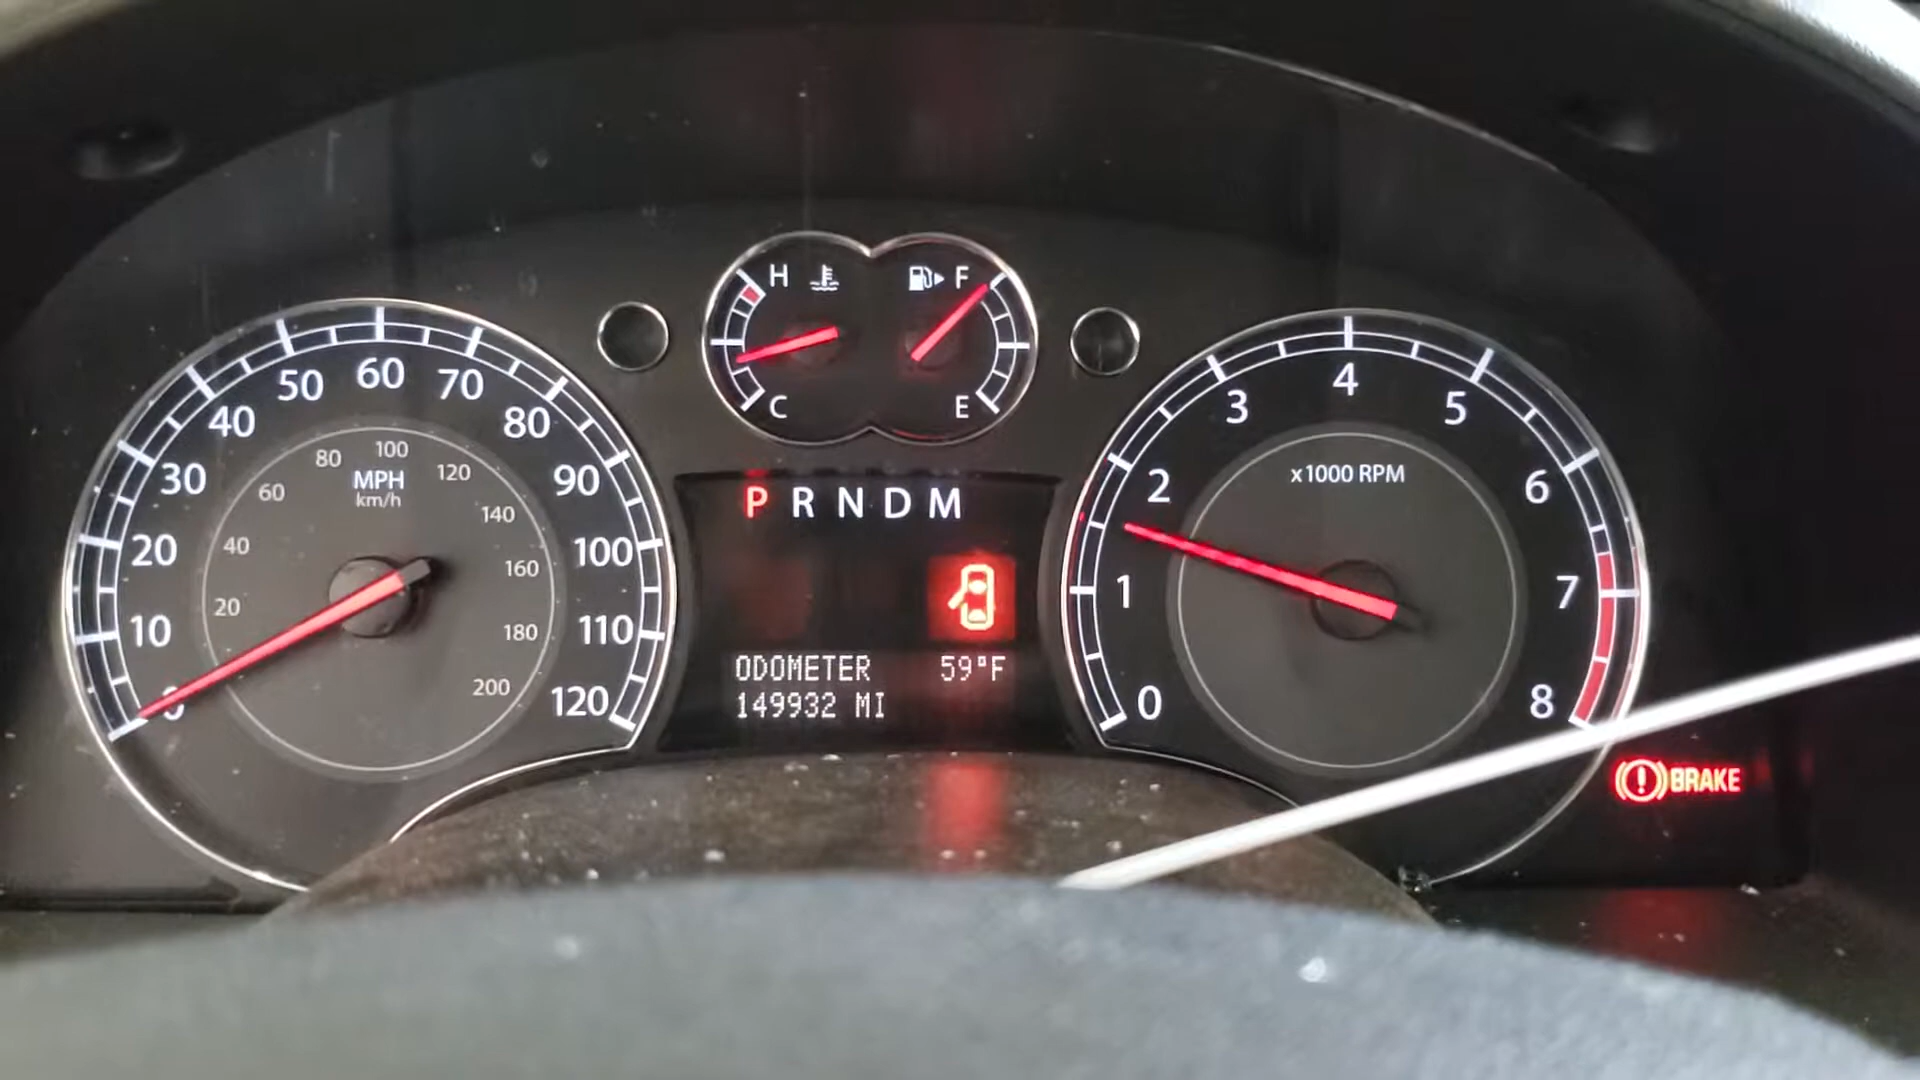 H F
C E
0 10 20 30 40 50 60 70 80 90 100 110 120
20 40 60 80 100 120 140 160 180 200
MPH
km/h
P R N D M
ODOMETER 59°F
149932 MI
0 1 2 3 4 5 6 7 8
x1000 RPM
BRAKE